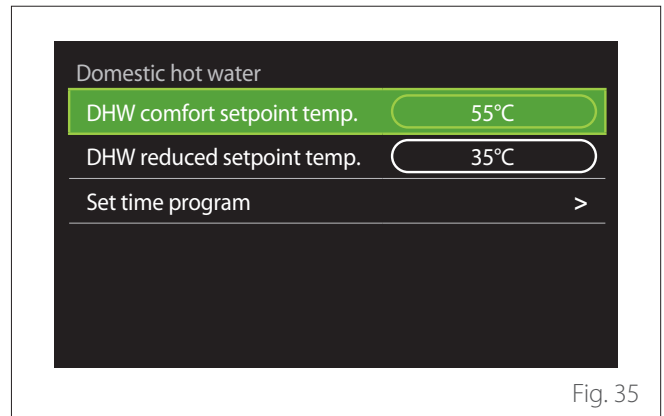 Domestic hot water
DHW comfort setpoint temp. 55°C
DHW reduced setpoint temp. 35°C
Set time program >
Fig. 35